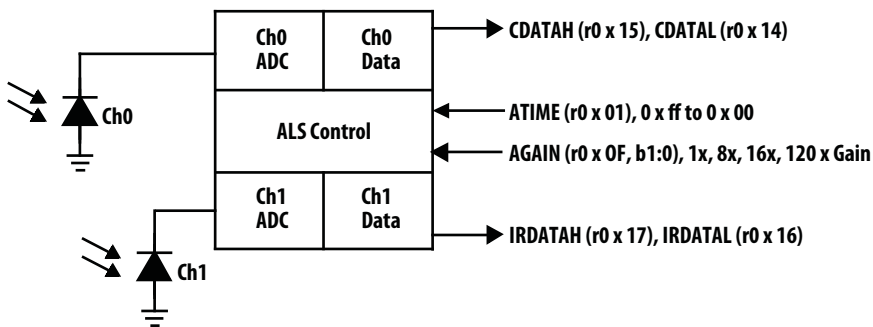 Ch0
ADC
Ch0
Data
CDATAH (r0 x 15), CDATAL (r0 x 14)
Ch0
ALS Control
ATIME (r0 x 01), 0 x ff to 0 x 00
AGAIN (r0 x OF, b1:0), 1x, 8x, 16x, 120 x Gain
Ch1
ADC
Ch1
Data
IRDATAH (r0 x 17), IRDATAL (r0 x 16)
Ch1